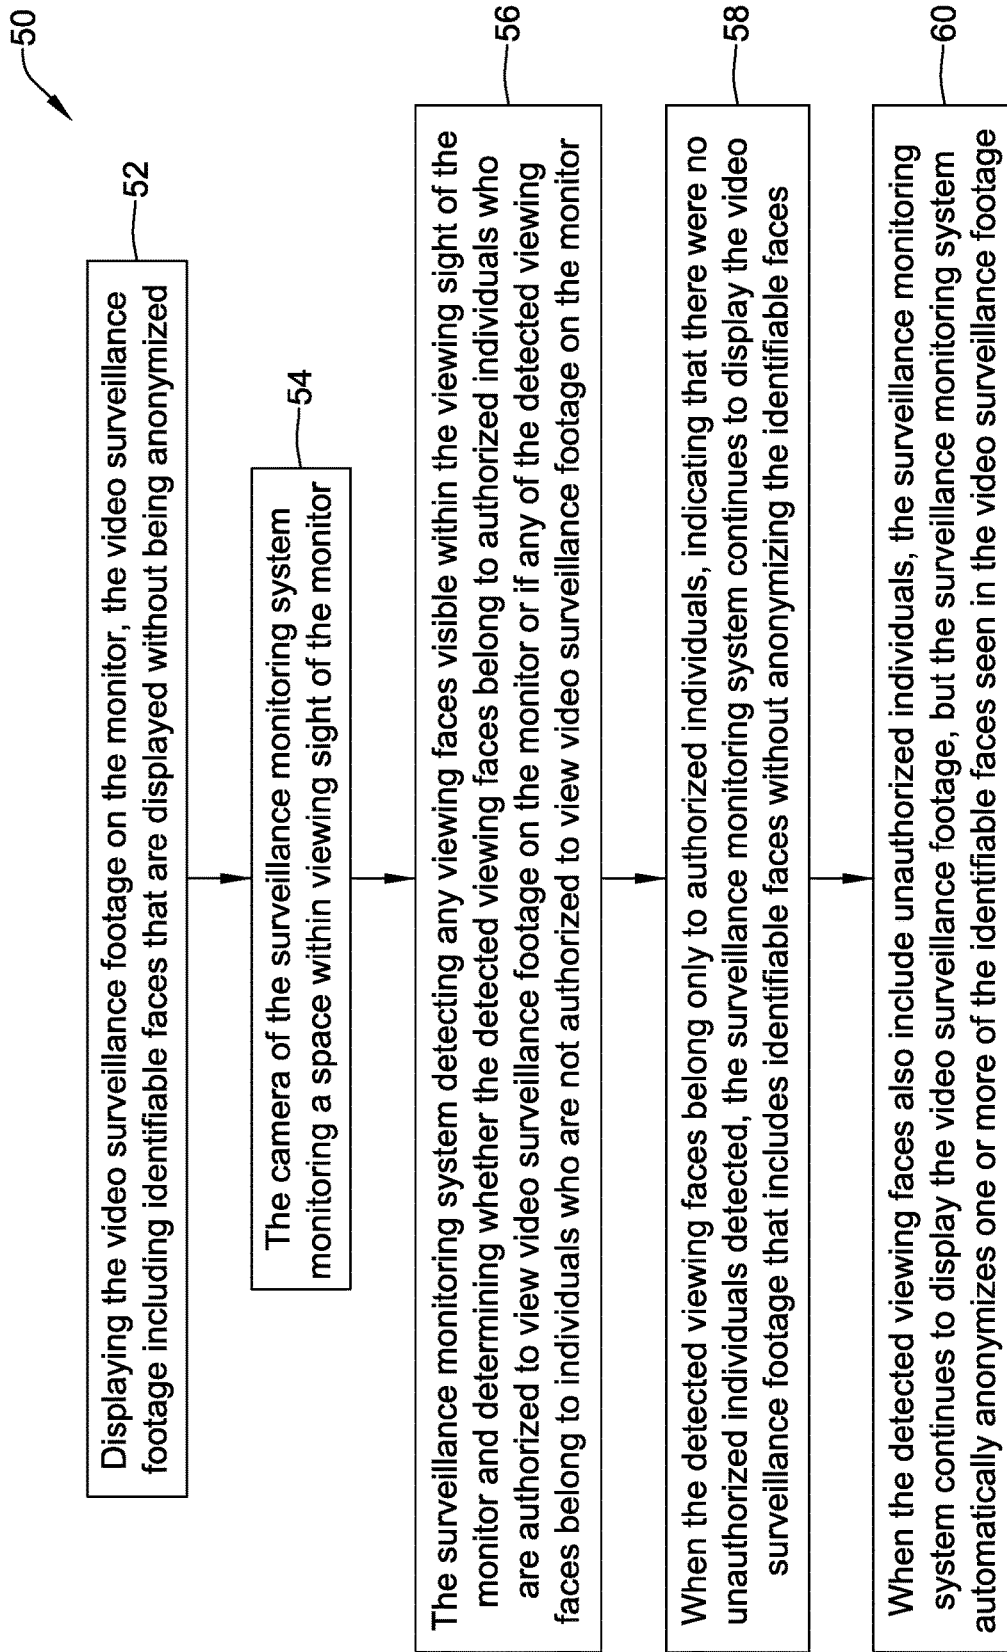 50
52
Displaying the video surveillance footage on the monitor, the video surveillance
footage including identifiable faces that are displayed without being anonymized
54
The camera of the surveillance monitoring system
monitoring a space within viewing sight of the monitor
56
The surveillance monitoring system detecting any viewing faces visible within the viewing sight of the
monitor and determining whether the detected viewing faces belong to authorized individuals who
are authorized to view video surveillance footage on the monitor or if any of the detected viewing
faces belong to individuals who are not authorized to view video surveillance footage on the monitor
58
When the detected viewing faces belong only to authorized individuals, indicating that there were no
unauthorized individuals detected, the surveillance monitoring system continues to display the video
surveillance footage that includes identifiable faces without anonymizing the identifiable faces
60
When the detected viewing faces also include unauthorized individuals, the surveillance monitoring
system continues to display the video surveillance footage, but the surveillance monitoring system
automatically anonymizes one or more of the identifiable faces seen in the video surveillance footage